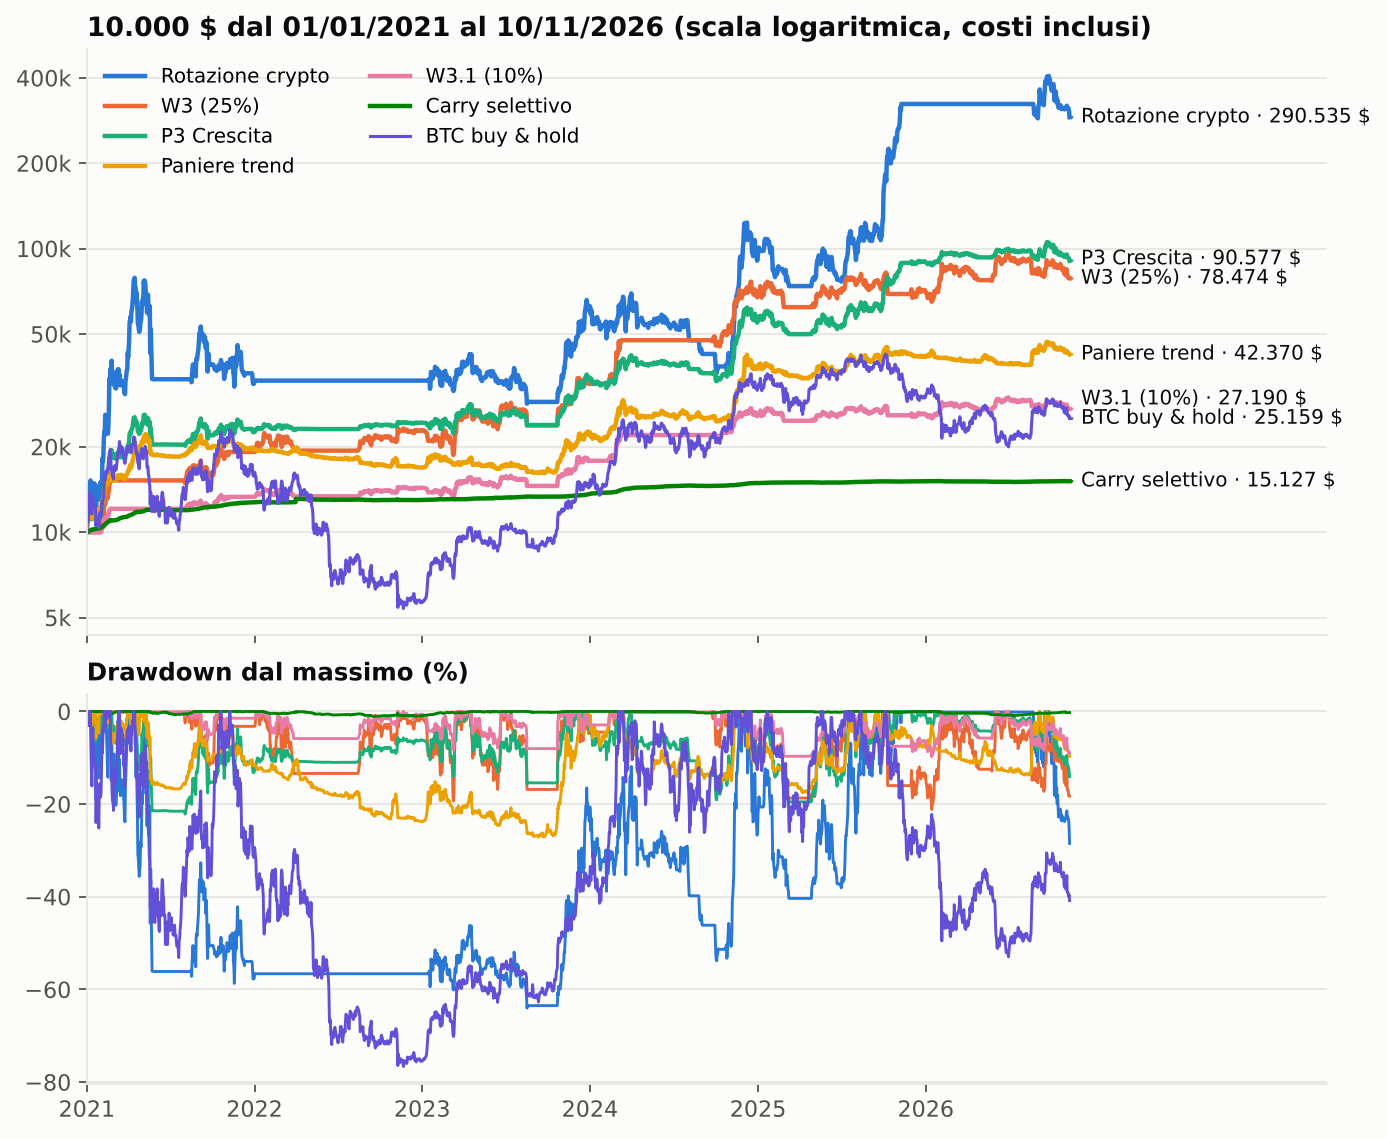 10.000 $ dal 01/01/2021 al 10/11/2026 (scala logaritmica, costi inclusi)
400k
200k
100k
50k
20k
10k
5k
Rotazione crypto
W3 (25%)
P3 Crescita
Paniere trend
W3.1 (10%)
Carry selettivo
BTC buy & hold
Rotazione crypto · 290.535 $
P3 Crescita · 90.577 $
W3 (25%) · 78.474 $
Paniere trend · 42.370 $
W3.1 (10%) · 27.190 $
BTC buy & hold · 25.159 $
Carry selettivo · 15.127 $
Drawdown dal massimo (%)
0
−20
−40
−60
−80
2021 2022 2023 2024 2025 2026